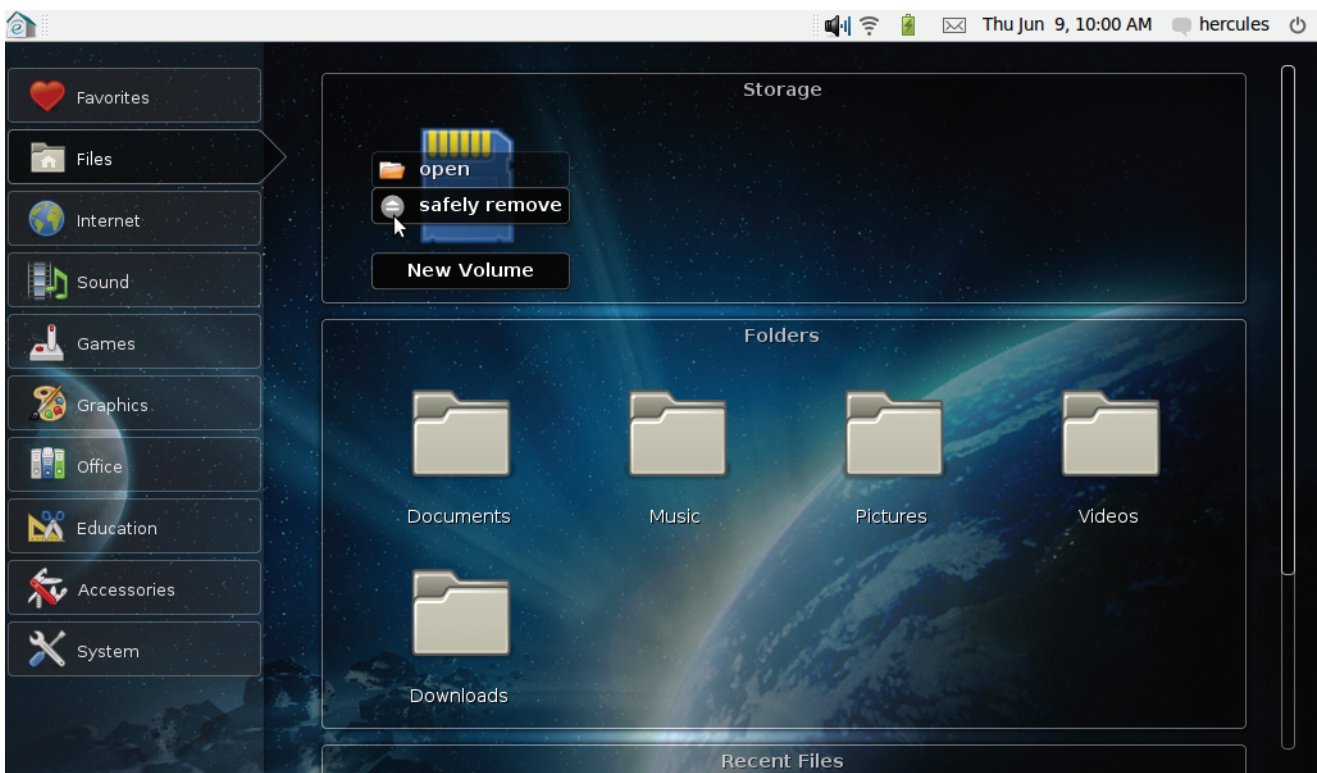 Thu Jun 9, 10:00 AM hercules
Favorites
Files
Internet
Sound
Games
Graphics
Office
Education
Accessories
System
Storage
open
safely remove
New Volume
Folders
Documents
Music
Pictures
Videos
Downloads
Recent Files